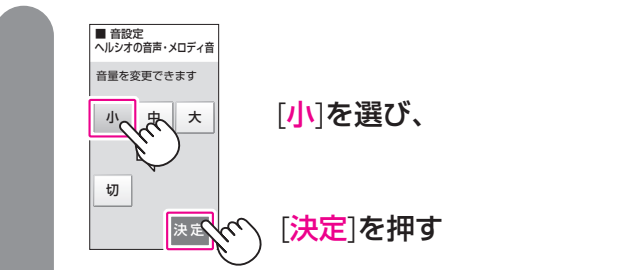 ■ 音設定
ヘルシオの音声・メロディ音
音量を変更できます
小 中 大
[小]を選び、
切
決定
[決定]を押す